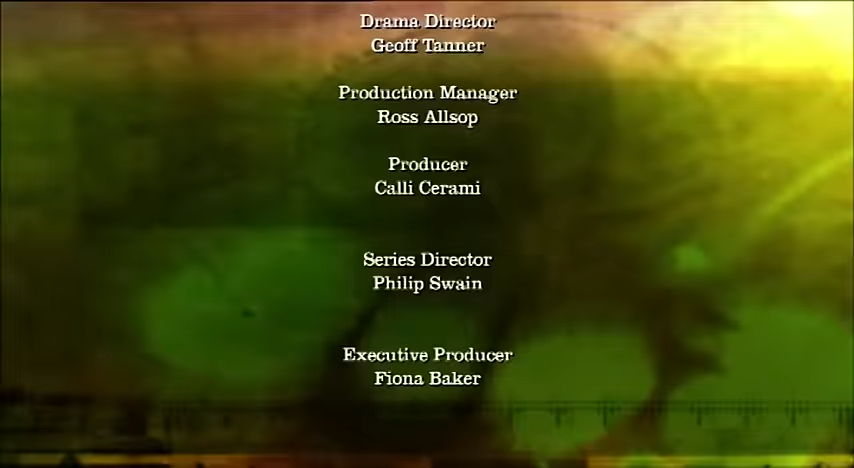 Drama Director
Geoff Tanner
Production Manager
Ross Allsop
Producer
Calli Cerami
Series Director
Philip Swain
Executive Producer
Fiona Baker